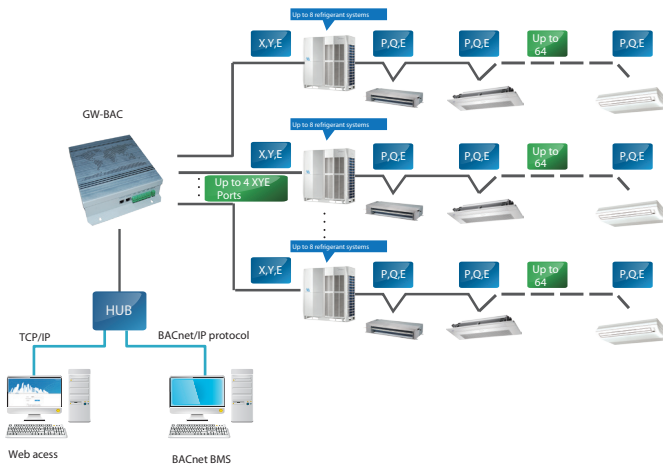 Up to 8 refrigerant systems
X,Y,E
P,Q,E
P,Q,E
Up to
64
P,Q,E
GW-BAC
Up to 8 refrigerant systems
X,Y,E
P,Q,E
P,Q,E
Up to
64
P,Q,E
Up to 4 XYE
Ports
Up to 8 refrigerant systems
X,Y,E
P,Q,E
P,Q,E
Up to
64
P,Q,E
HUB
TCP/IP
BACnet/IP protocol
Web acess
BACnet BMS